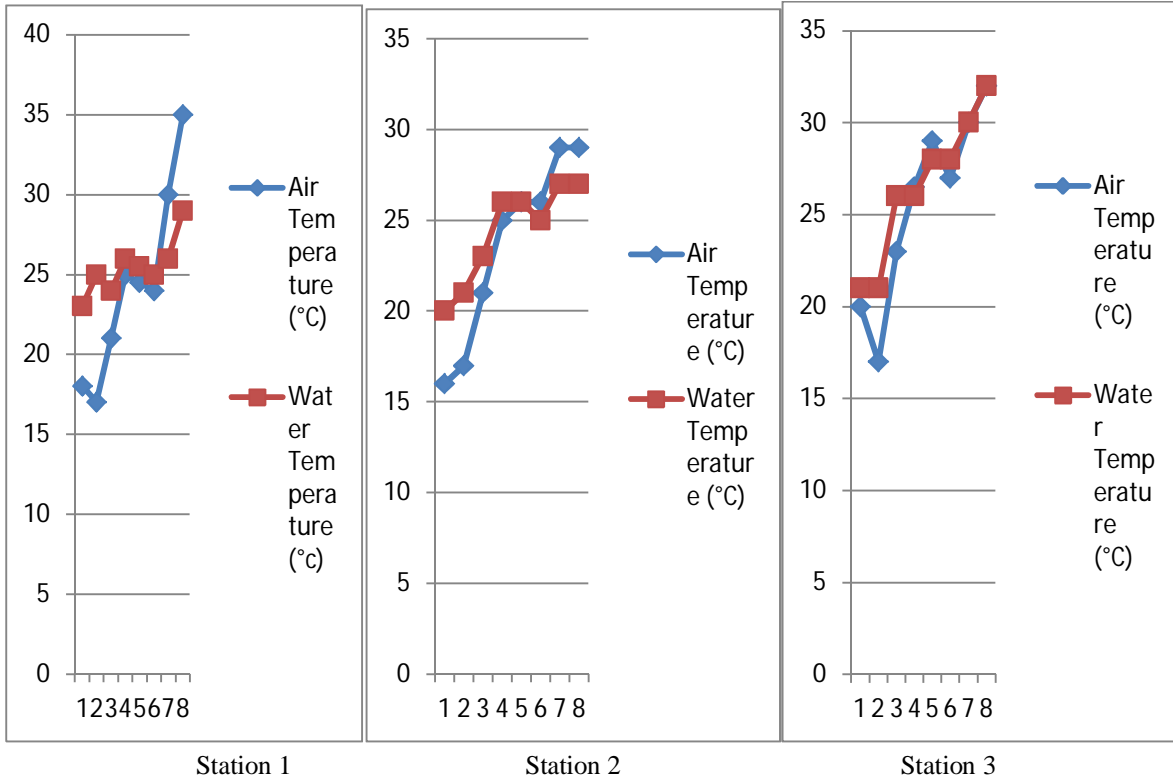 40
35
30
25
20
15
10
5
0
12345678
Air
Tem
pera
ture
(°C)
Wat
er
Tem
pera
ture
(°c)
35
30
25
20
15
10
5
0
1 2 3 4 5 6 7 8
Air
Temp
eratur
e (°C)
Water
Temp
eratur
e (°C)
35
30
25
20
15
10
5
0
1 2 3 4 5 6 7 8
Air
Temp
eratu
re
(°C)
Wate
r
Temp
eratu
re
(°C)
Station 1
Station 2
Station 3